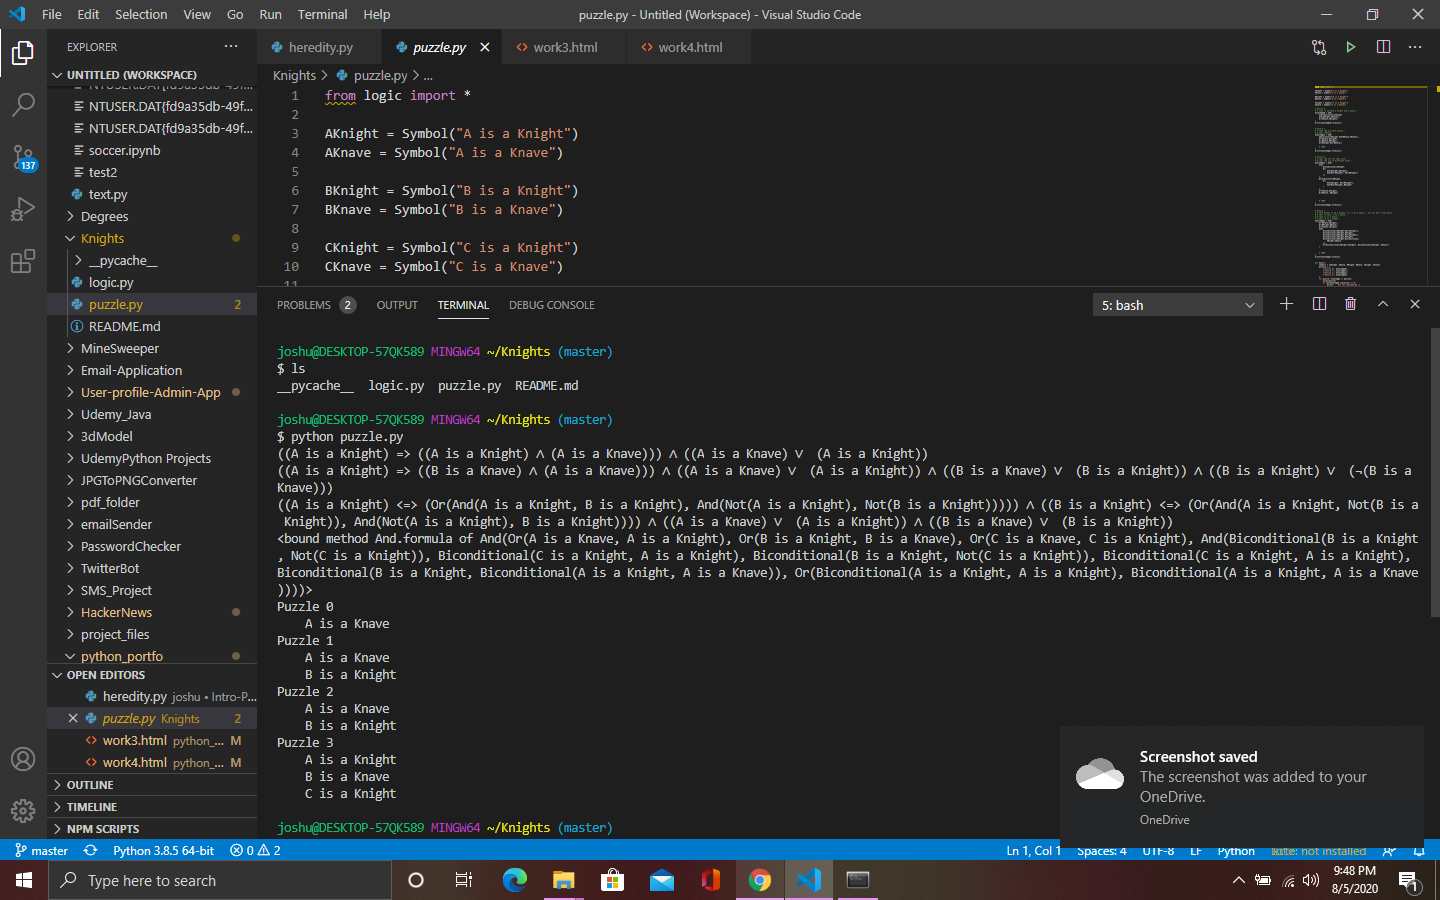 File Edit Selection View Go Run Terminal Help
puzzle.py - Untitled (Workspace) - Visual Studio Code
EXPLORER
UNTITLED (WORKSPACE)
NTUSER.DAT{fd9a35db-49f...
NTUSER.DAT{fd9a35db-49f...
NTUSER.DAT{fd9a35db-49f...
soccer.ipynb
test2
text.py
Degrees
Knights
__pycache__
logic.py
puzzle.py 2
README.md
MineSweeper
Email-Application
User-profile-Admin-App
Udemy_Java
3dModel
UdemyPython Projects
JPGToPNGConverter
pdf_folder
emailSender
PasswordChecker
TwitterBot
SMS_Project
HackerNews
project_files
python_portfo
OPEN EDITORS
heredity.py joshu • Intro-P...
puzzle.py Knights 2
work3.html python_... M
work4.html python_... M
OUTLINE
TIMELINE
NPM SCRIPTS
137
heredity.py puzzle.py work3.html work4.html
Knights > puzzle.py > ...
1 from logic import *
2
3 AKnight = Symbol("A is a Knight")
4 AKnave = Symbol("A is a Knave")
5
6 BKnight = Symbol("B is a Knight")
7 BKnave = Symbol("B is a Knave")
8
9 CKnight = Symbol("C is a Knight")
10 CKnave = Symbol("C is a Knave")
11
PROBLEMS 2 OUTPUT TERMINAL DEBUG CONSOLE 5: bash
joshu@DESKTOP-57QK589 MINGW64 ~/Knights (master)
$ ls
__pycache__ logic.py puzzle.py README.md
joshu@DESKTOP-57QK589 MINGW64 ~/Knights (master)
$ python puzzle.py
((A is a Knight) => ((A is a Knight) ∧ (A is a Knave))) ∧ ((A is a Knave) ∨  (A is a Knight))
((A is a Knight) => ((B is a Knave) ∧ (A is a Knave))) ∧ ((A is a Knave) ∨  (A is a Knight)) ∧ ((B is a Knave) ∨  (B is a Knight)) ∧ ((B is a Knight) ∨  (¬(B is a
Knave)))
((A is a Knight) <=> (Or(And(A is a Knight, B is a Knight), And(Not(A is a Knight), Not(B is a Knight))))) ∧ ((B is a Knight) <=> (Or(And(A is a Knight, Not(B is a
Knight)), And(Not(A is a Knight), B is a Knight)))) ∧ ((A is a Knave) ∨  (A is a Knight)) ∧ ((B is a Knave) ∨  (B is a Knight))
<bound method And.formula of And(Or(A is a Knave, A is a Knight), Or(B is a Knight, B is a Knave), Or(C is a Knave, C is a Knight), And(Biconditional(B is a Knight
, Not(C is a Knight)), Biconditional(C is a Knight, A is a Knight), Biconditional(B is a Knight, Not(C is a Knight)), Biconditional(C is a Knight, A is a Knight),
Biconditional(B is a Knight, Biconditional(A is a Knight, A is a Knave)), Or(Biconditional(A is a Knight, A is a Knight), Biconditional(A is a Knight, A is a Knave
))))>
Puzzle 0
A is a Knave
Puzzle 1
A is a Knave
B is a Knight
Puzzle 2
A is a Knave
B is a Knight
Puzzle 3
A is a Knight
B is a Knave
C is a Knight
joshu@DESKTOP-57QK589 MINGW64 ~/Knights (master)
Screenshot saved
The screenshot was added to your
OneDrive.
OneDrive
master Python 3.8.5 64-bit 0 2 Ln 1, Col 1 Spaces: 4 UTF-8 LF Python not installed
Type here to search
9:48 PM
8/5/2020
1